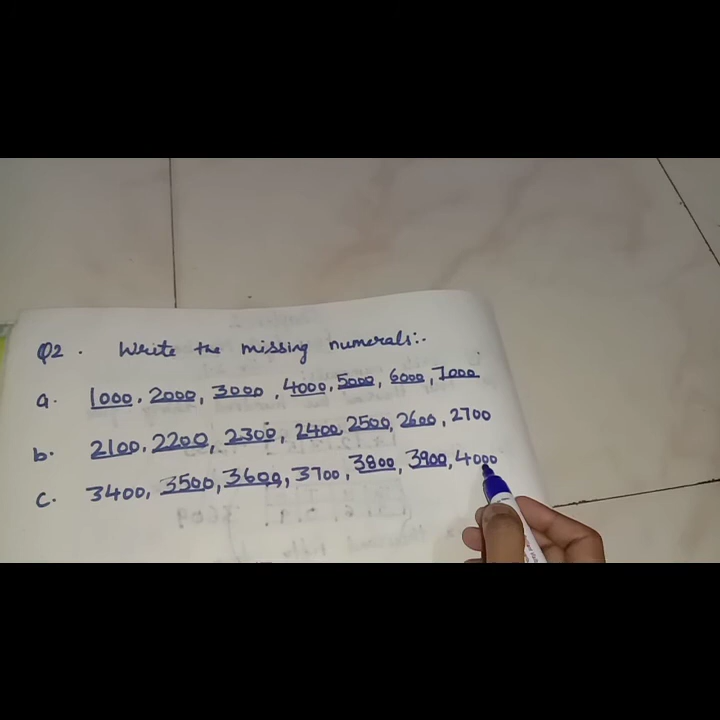 Q2. Write the missing numerals:.
a. 1000, 2000, 3000, 4000, 5000, 6000, 7000
b. 2100, 2200, 2300, 2400, 2500, 2600, 2700
c. 3400, 3500, 3600, 3700, 3800, 3900, 4000